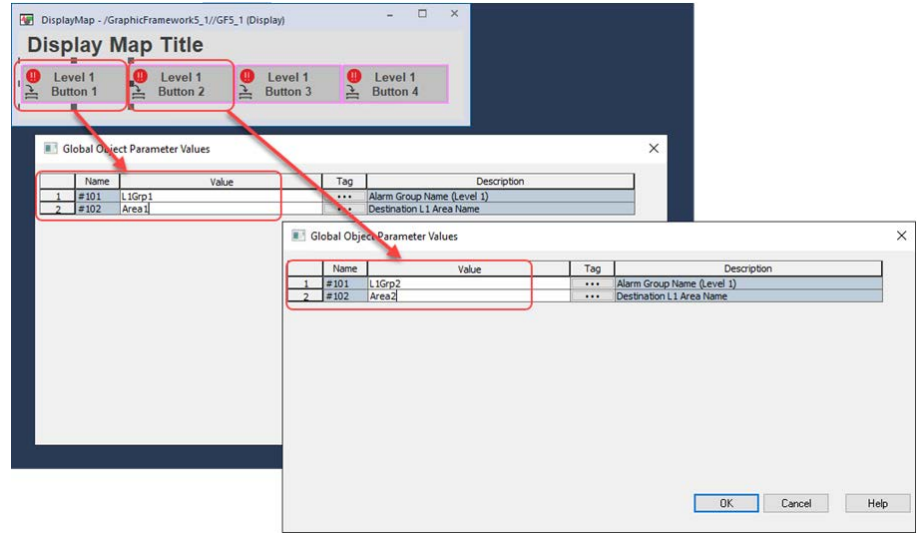 DisplayMap - /GraphicFramework5_1//GF5_1 (Display)
Display Map Title
Level 1
Button 1
Level 1
Button 2
Level 1
Button 3
Level 1
Button 4
Global Object Parameter Values
Name Value Tag Description
1 #101 L1Grp1 ... Alarm Group Name (Level 1)
2 #102 Area1 ... Destination L1 Area Name
Global Object Parameter Values
Name Value Tag Description
1 #101 L1Grp2 ... Alarm Group Name (Level 1)
2 #102 Area2 ... Destination L1 Area Name
OK Cancel Help